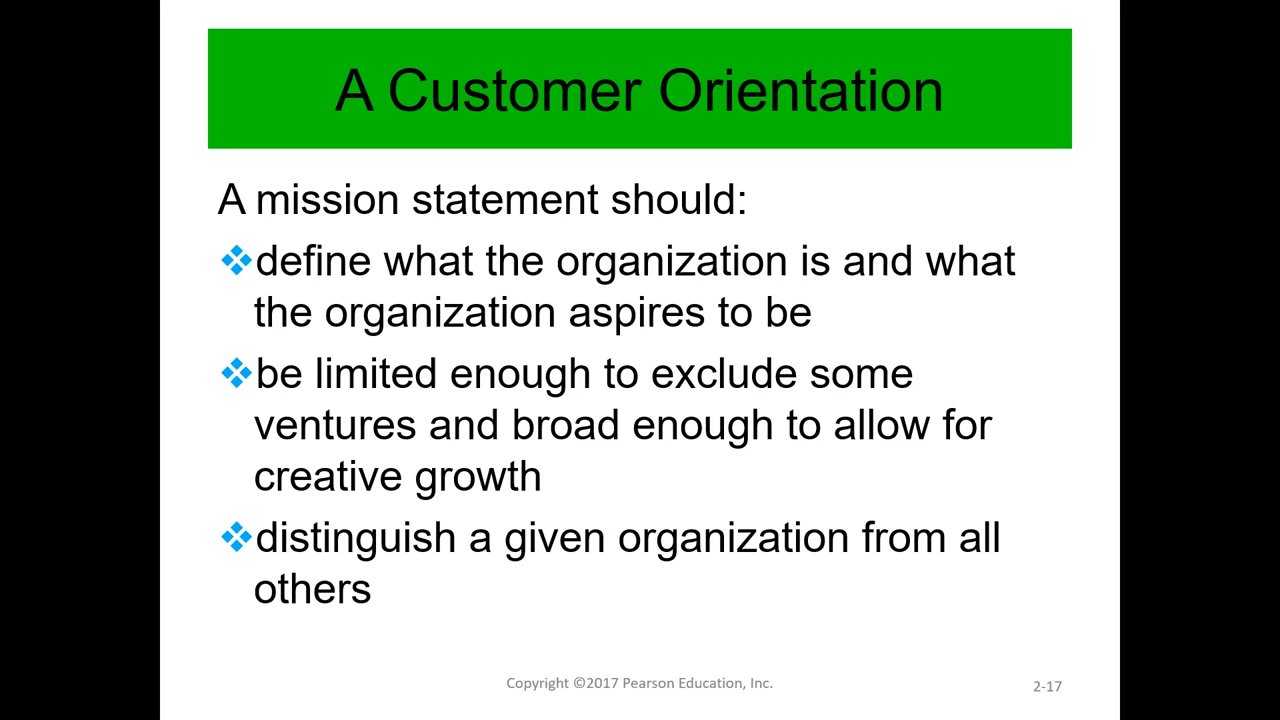 A Customer Orientation
A mission statement should:
❖define what the organization is and what
the organization aspires to be
❖be limited enough to exclude some
ventures and broad enough to allow for
creative growth
❖distinguish a given organization from all
others
Copyright ©2017 Pearson Education, Inc.
2-17